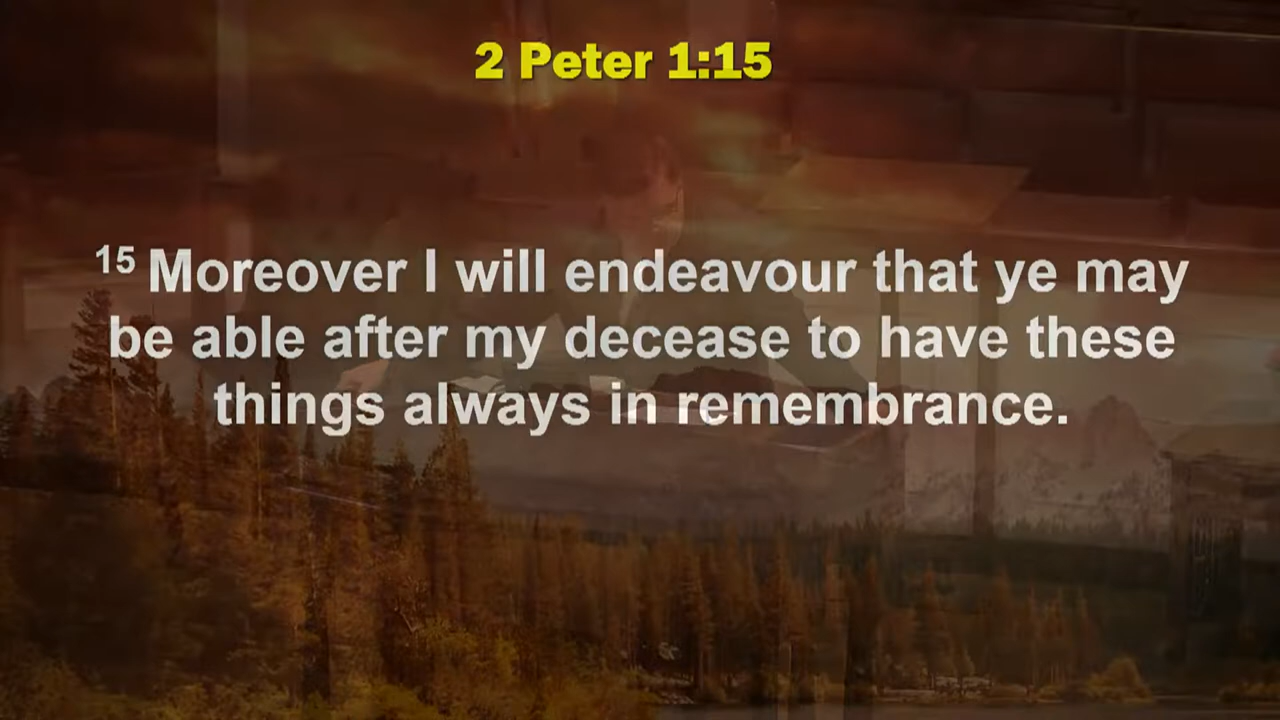 2 Peter 1:15
15 Moreover I will endeavour that ye may
be able after my decease to have these
things always in remembrance.